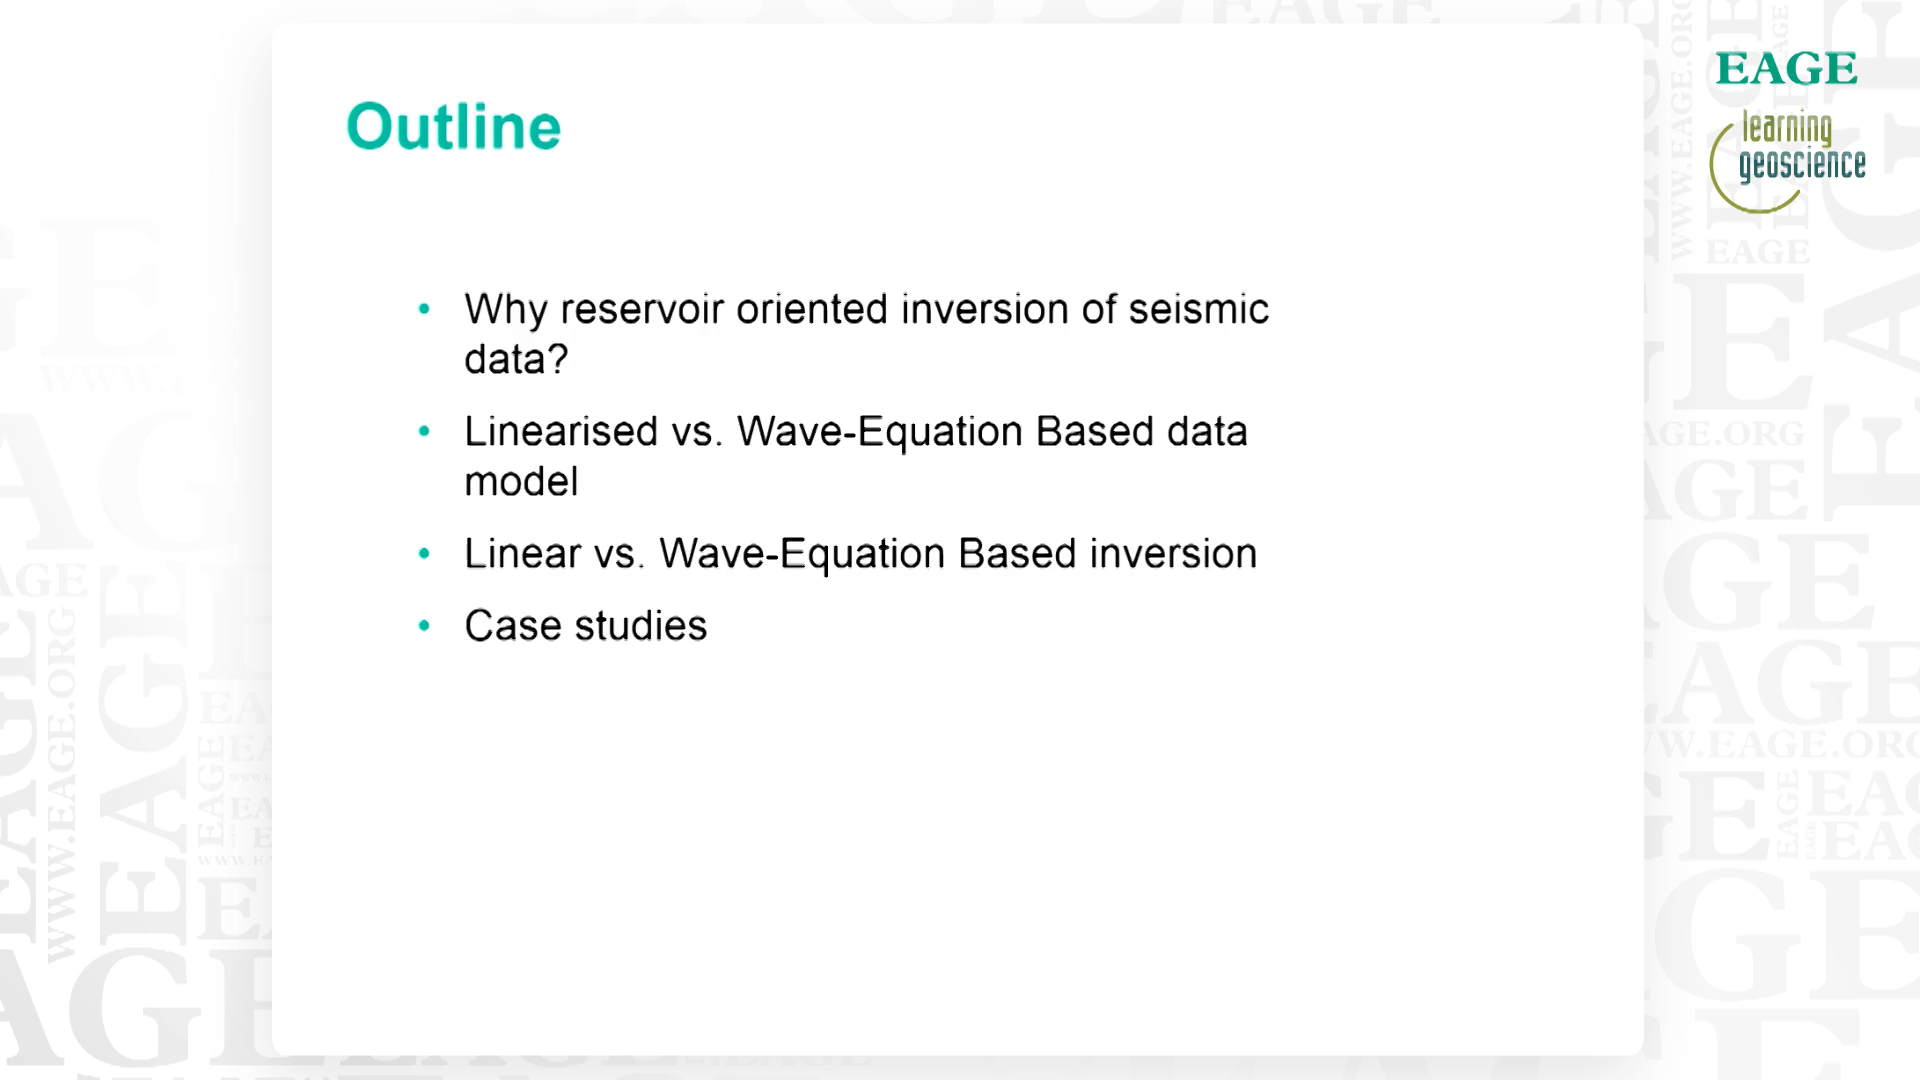 Outline
EAGE
learning
geoscience
• Why reservoir oriented inversion of seismic
data?
• Linearised vs. Wave-Equation Based data
model
• Linear vs. Wave-Equation Based inversion
• Case studies